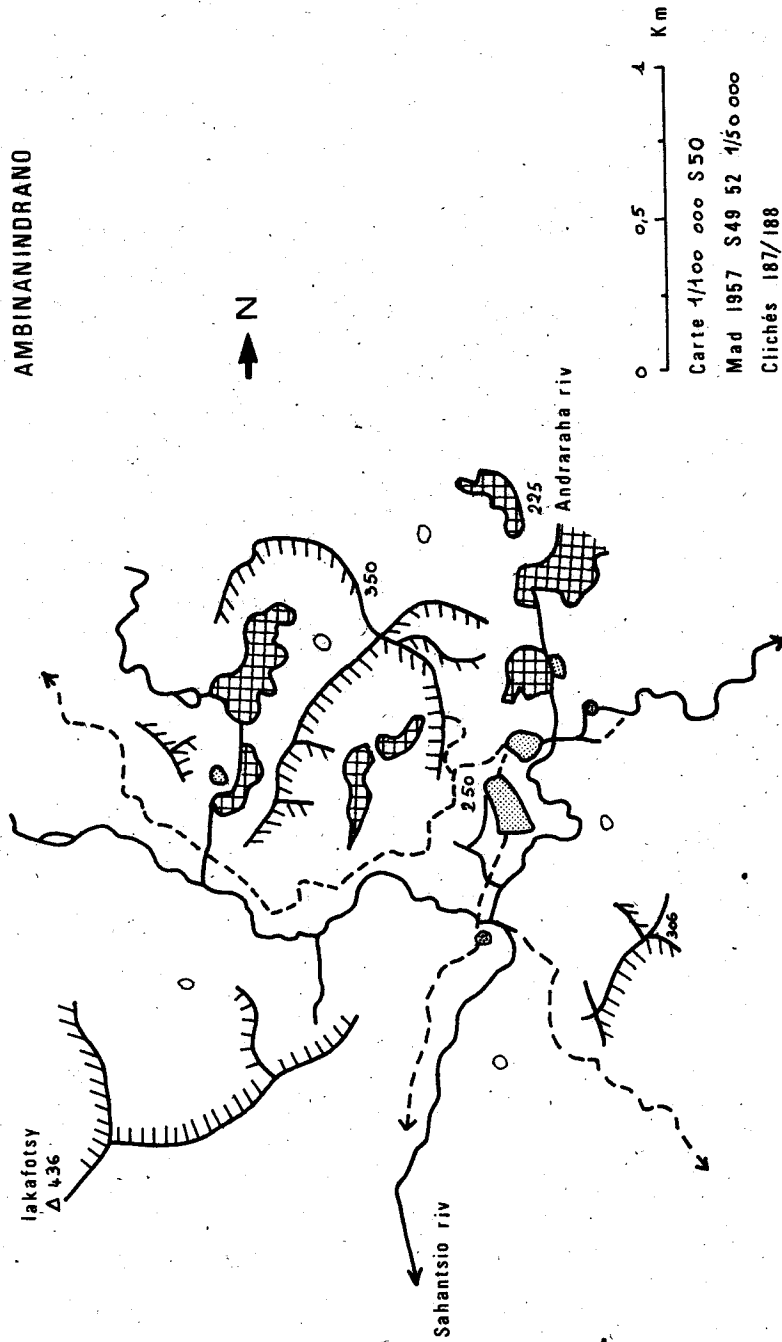 AMBINANINDRANO
N
Iakafotsy
Δ 436
350
250
225
306
Andraraha riv
Sahantsio riv
0 0,5 1 Km
Carte 1/100 000 S50
Mad 1957 S49 52 1/50 000
Clichés 187/188